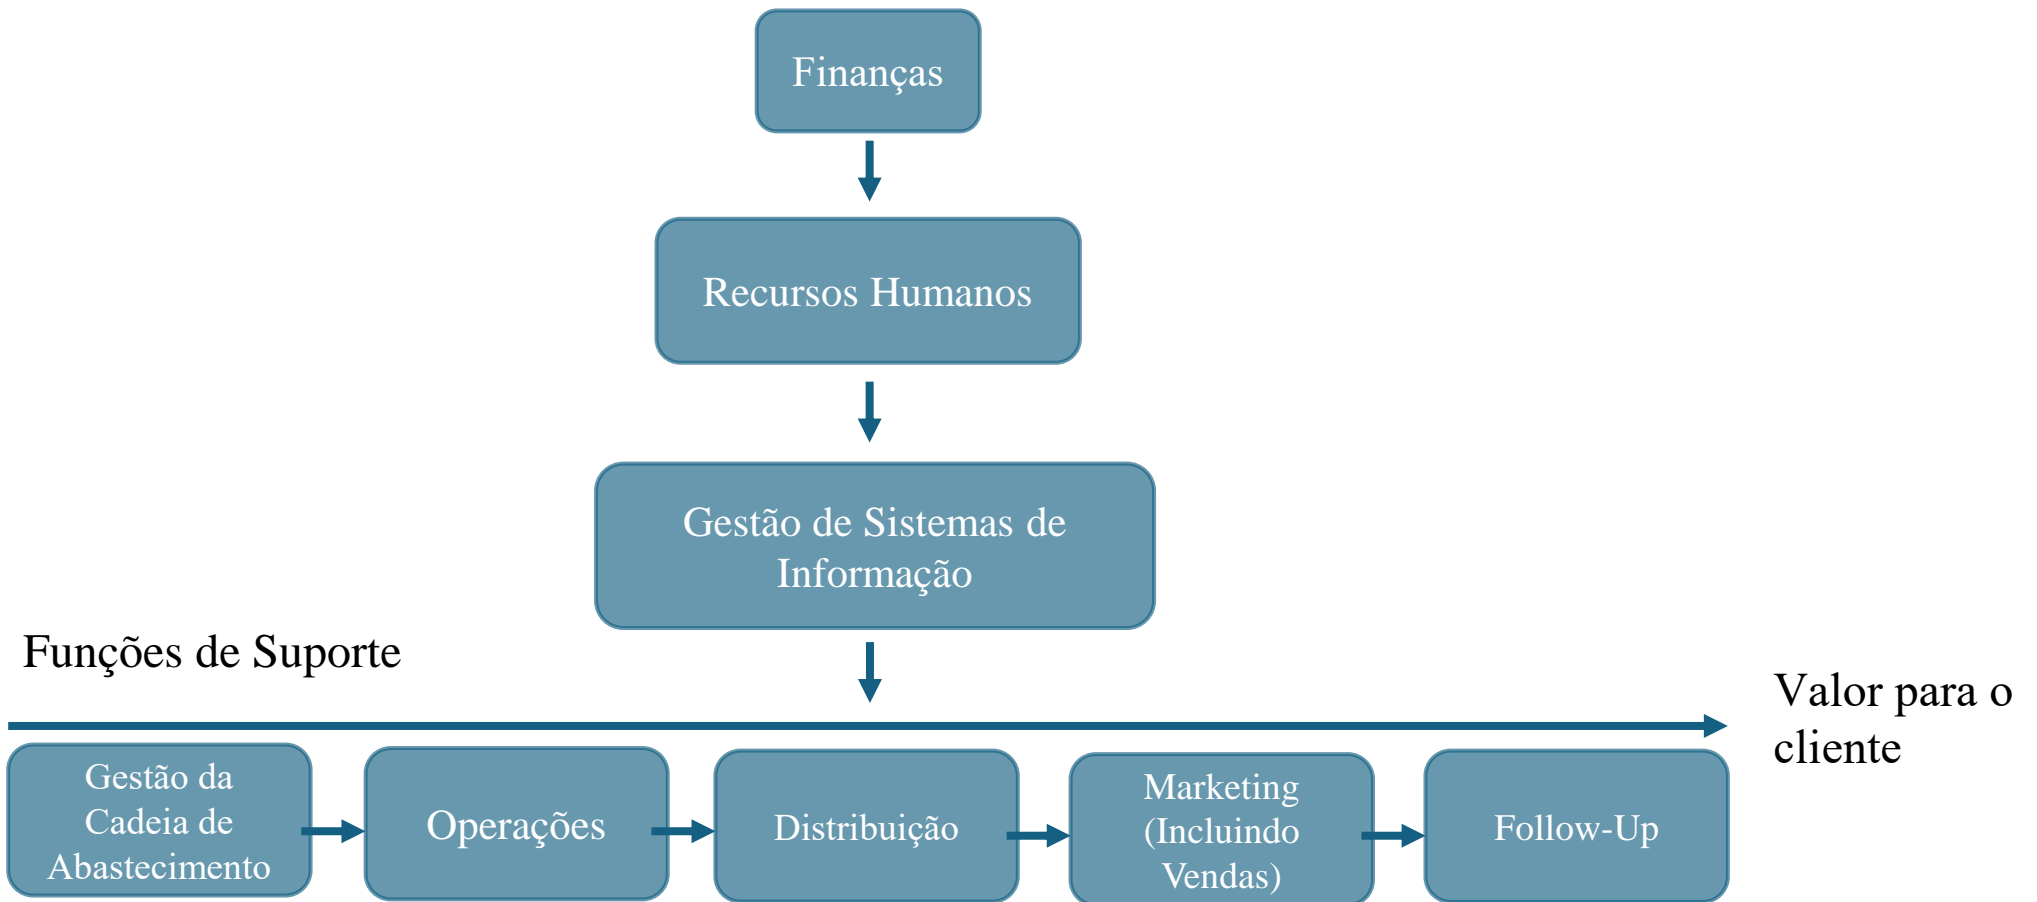 Finanças
Recursos Humanos
Gestão de Sistemas de
Informação
Funções de Suporte
Valor para o
cliente
Gestão da
Cadeia de
Abastecimento
Operações
Distribuição
Marketing
(Incluindo
Vendas)
Follow-Up